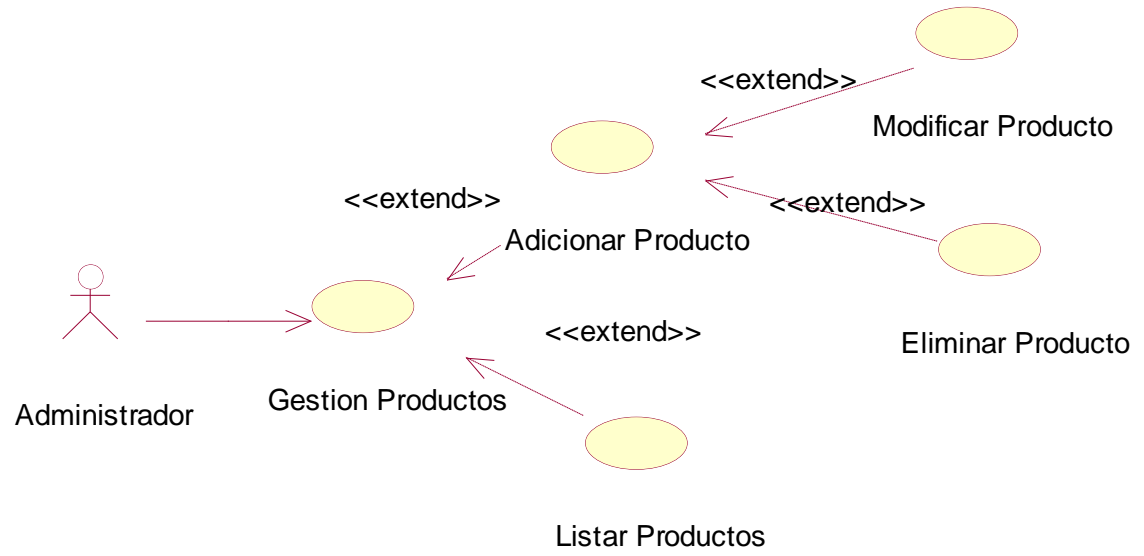 <<extend>>
Modificar Producto
<<extend>>
<<extend>>
Adicionar Producto
<<extend>>
Eliminar Producto
Gestion Productos
Administrador
Listar Productos